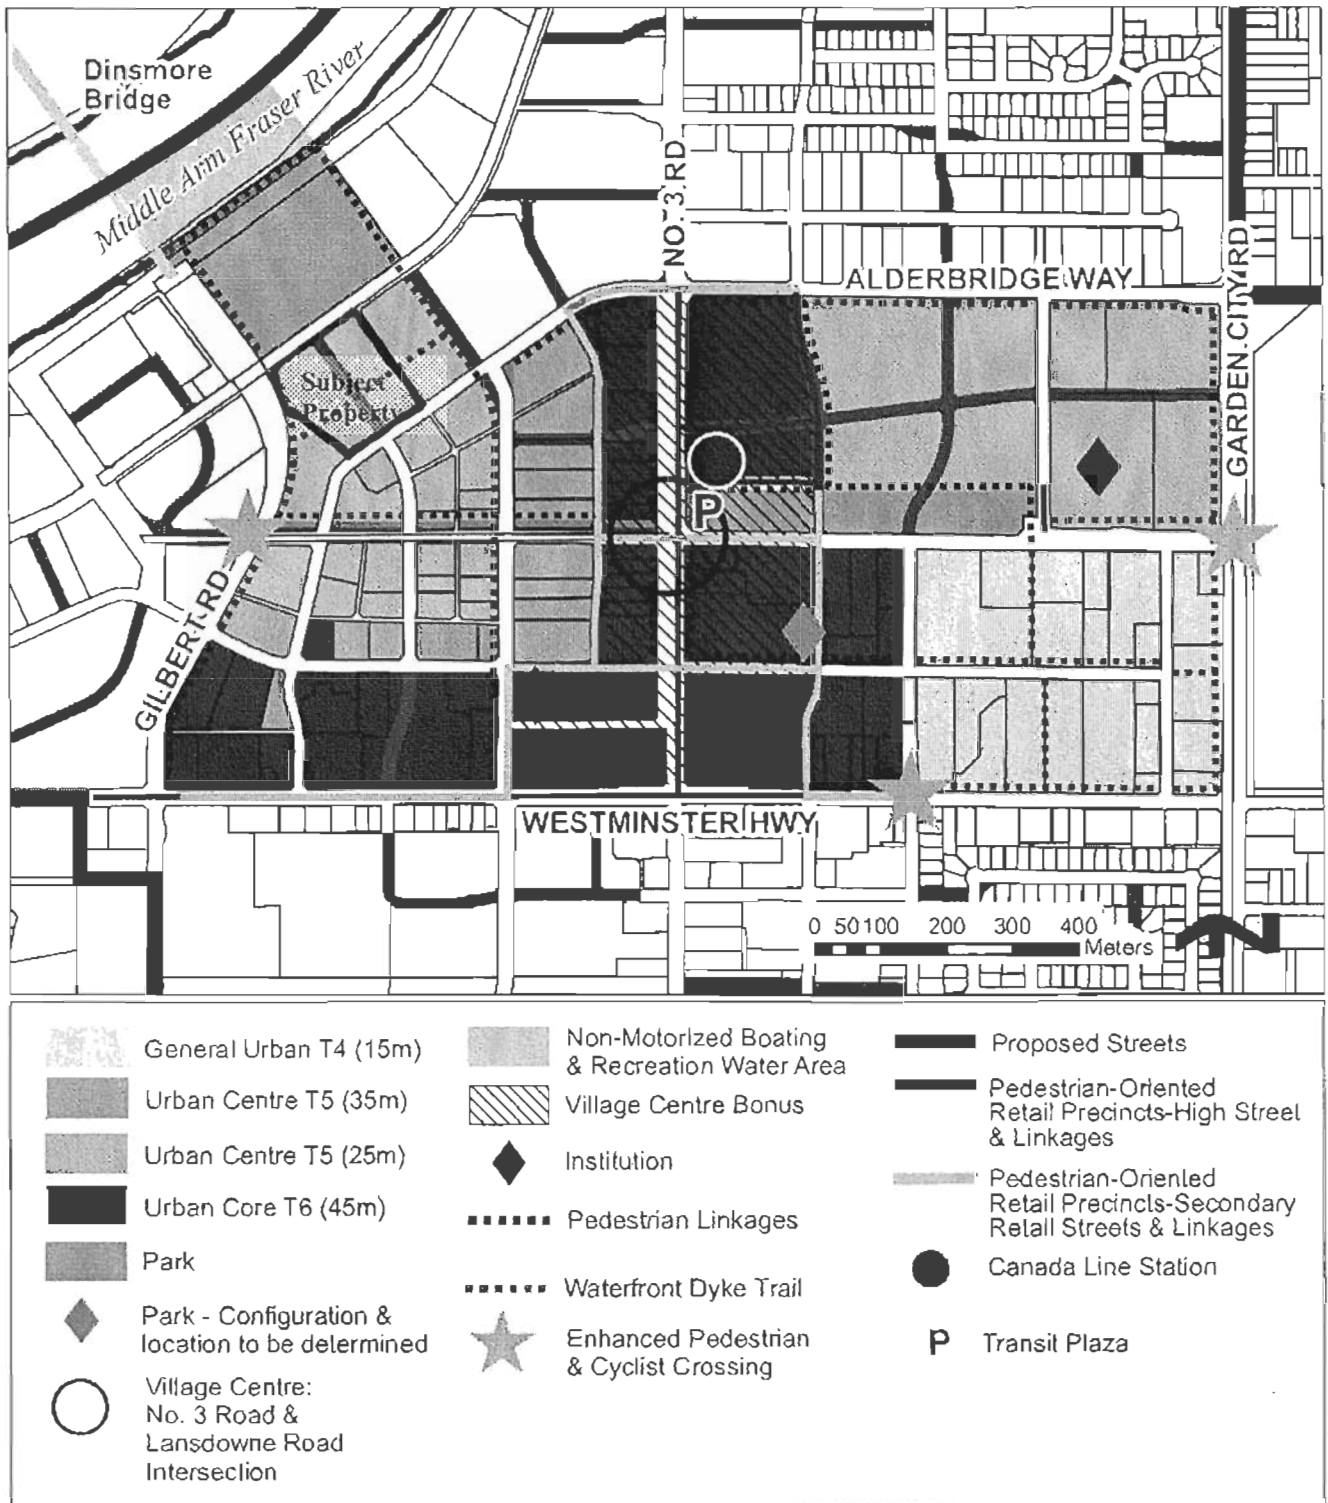 Dinsmore
Bridge
Middle Arm Fraser River
NO. 3 RD
ALDERBRIDGE WAY
GARDEN CITY RD
Subject
Property
P
GILBERT RD
WESTMINSTER HWY
0 50 100 200 300 400
Meters
General Urban T4 (15m)
Urban Centre T5 (35m)
Urban Centre T5 (25m)
Urban Core T6 (45m)
Park
Park - Configuration &
location to be determined
Village Centre:
No. 3 Road &
Lansdowne Road
Intersection
Non-Motorized Boating
& Recreation Water Area
Village Centre Bonus
Institution
Pedestrian Linkages
Waterfront Dyke Trail
Enhanced Pedestrian
& Cyclist Crossing
Proposed Streets
Pedestrian-Oriented
Retail Precincts-High Street
& Linkages
Pedestrian-Oriented
Retail Precincts-Secondary
Retail Streets & Linkages
Canada Line Station
P Transit Plaza